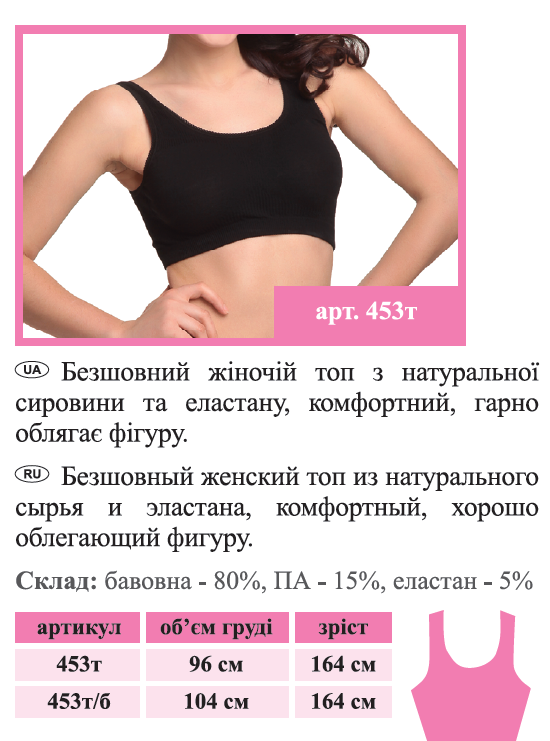 арт. 453т
UA Безшовний жіночій топ з натуральної
сировини та еластану, комфортний, гарно
облягає фігуру.
RU Безшовный женский топ из натурального
сырья и эластана, комфортный, хорошо
облегающий фигуру.
Склад: бавовна - 80%, ПА - 15%, еластан - 5%
артикул об’єм груді зріст
453т 96 см 164 см
453т/б 104 см 164 см